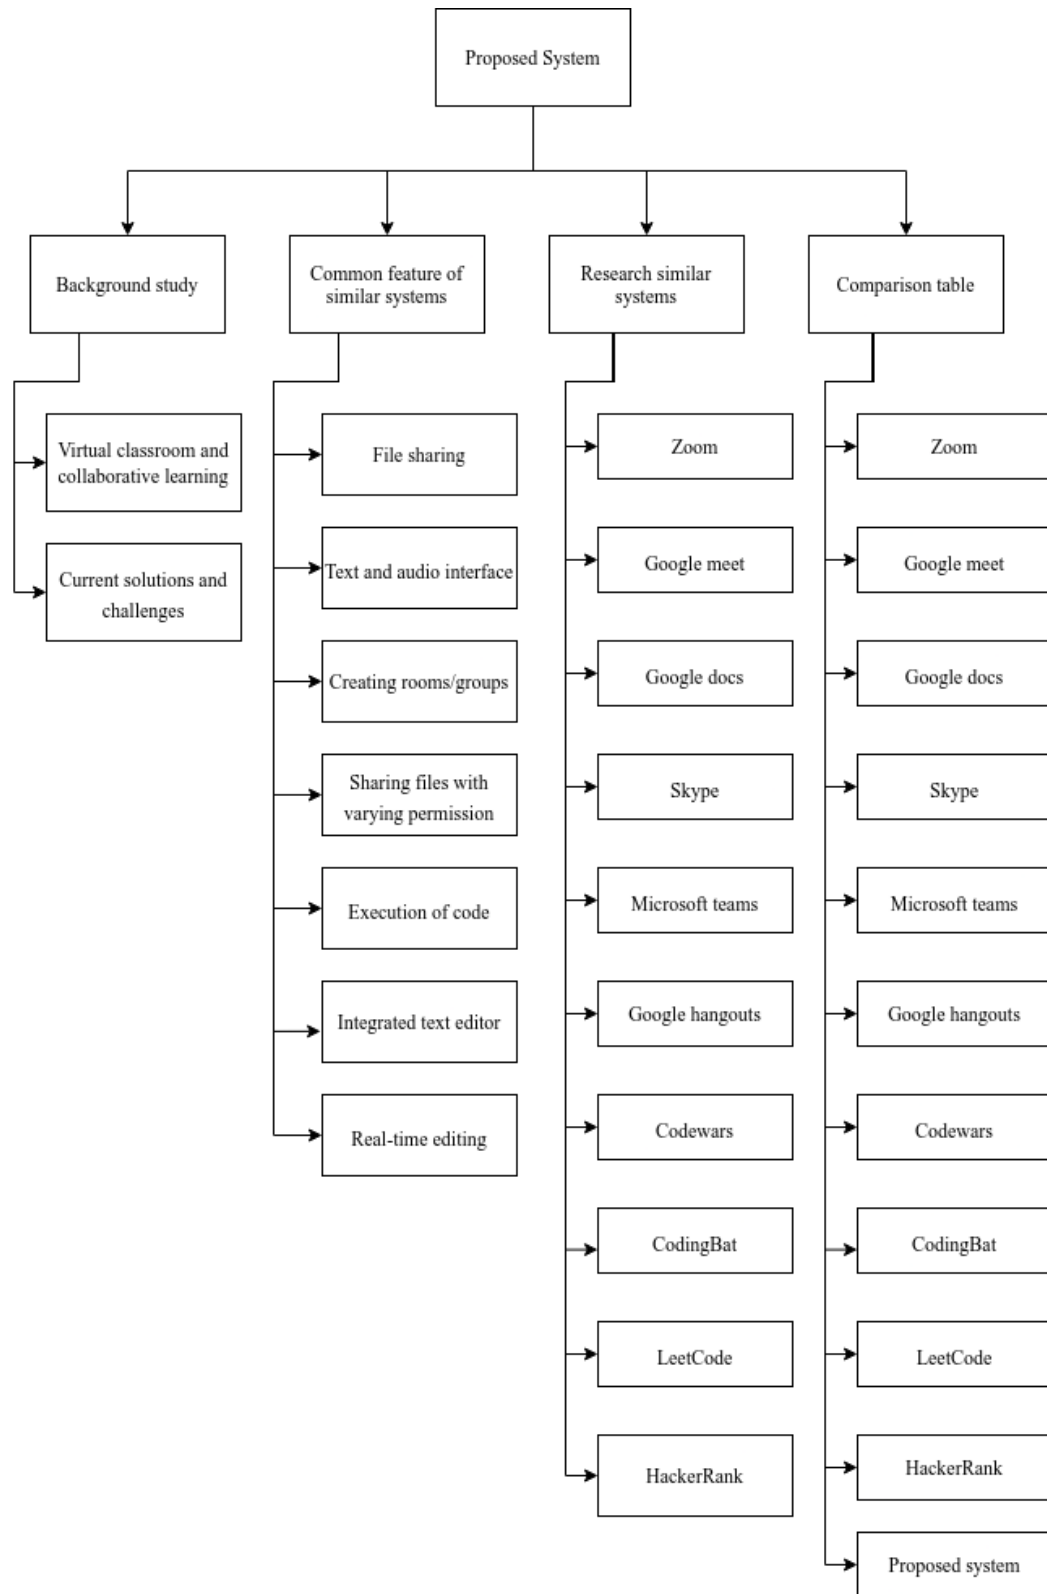 Proposed System
Background study
Common feature of
similar systems
Research similar
systems
Comparison table
Virtual classroom and
collaborative learning
Current solutions and
challenges
File sharing
Text and audio interface
Creating rooms/groups
Sharing files with
varying permission
Execution of code
Integrated text editor
Real-time editing
Zoom
Google meet
Google docs
Skype
Microsoft teams
Google hangouts
Codewars
CodingBat
LeetCode
HackerRank
Zoom
Google meet
Google docs
Skype
Microsoft teams
Google hangouts
Codewars
CodingBat
LeetCode
HackerRank
Proposed system